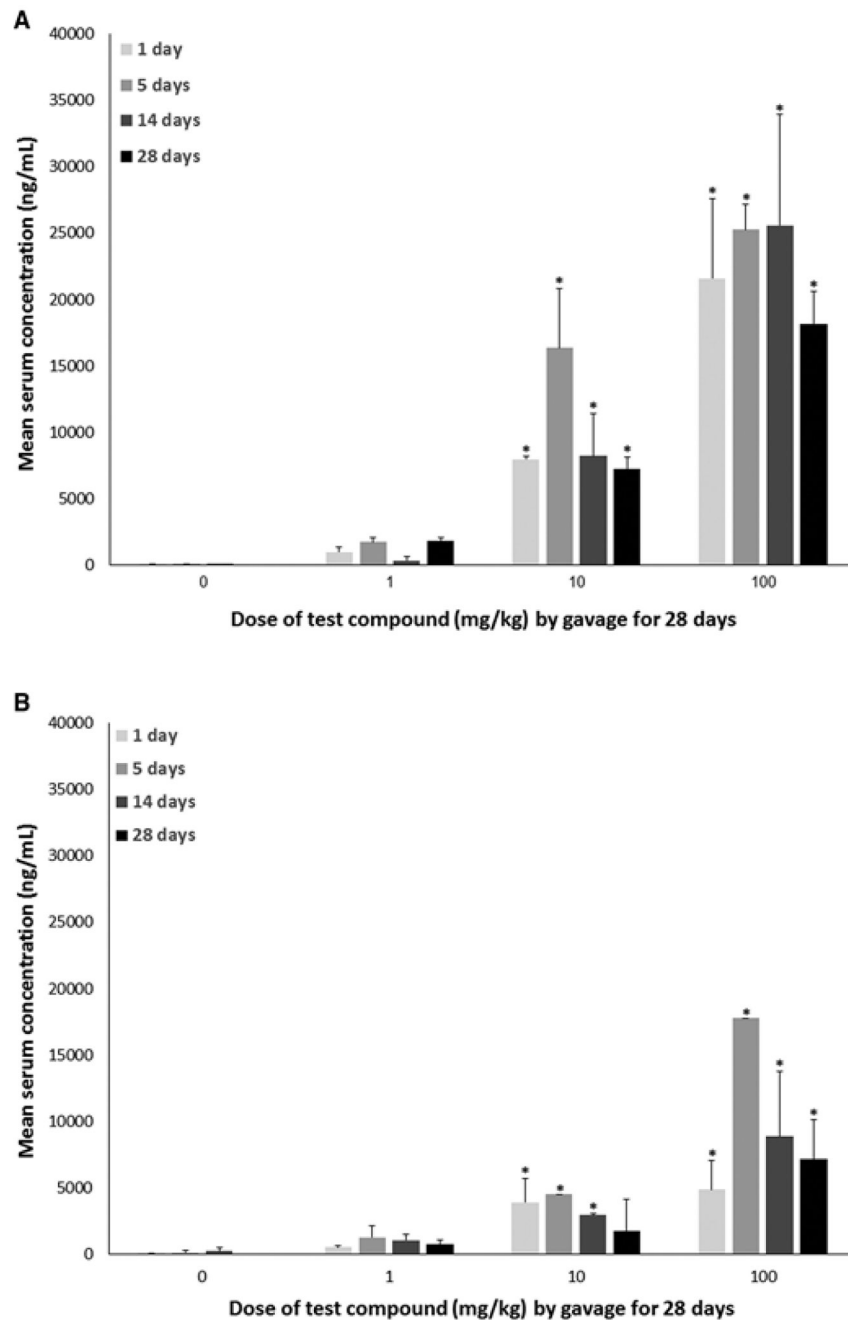 A
40000
35000
30000
25000
20000
15000
10000
5000
0
Mean serum concentration (ng/mL)
1 day
5 days
14 days
28 days
*
*
*
*
*
*
*
*
0
1
10
100
Dose of test compound (mg/kg) by gavage for 28 days
B
40000
35000
30000
25000
20000
15000
10000
5000
0
Mean serum concentration (ng/mL)
1 day
5 days
14 days
28 days
*
*
*
*
*
*
*
0
1
10
100
Dose of test compound (mg/kg) by gavage for 28 days